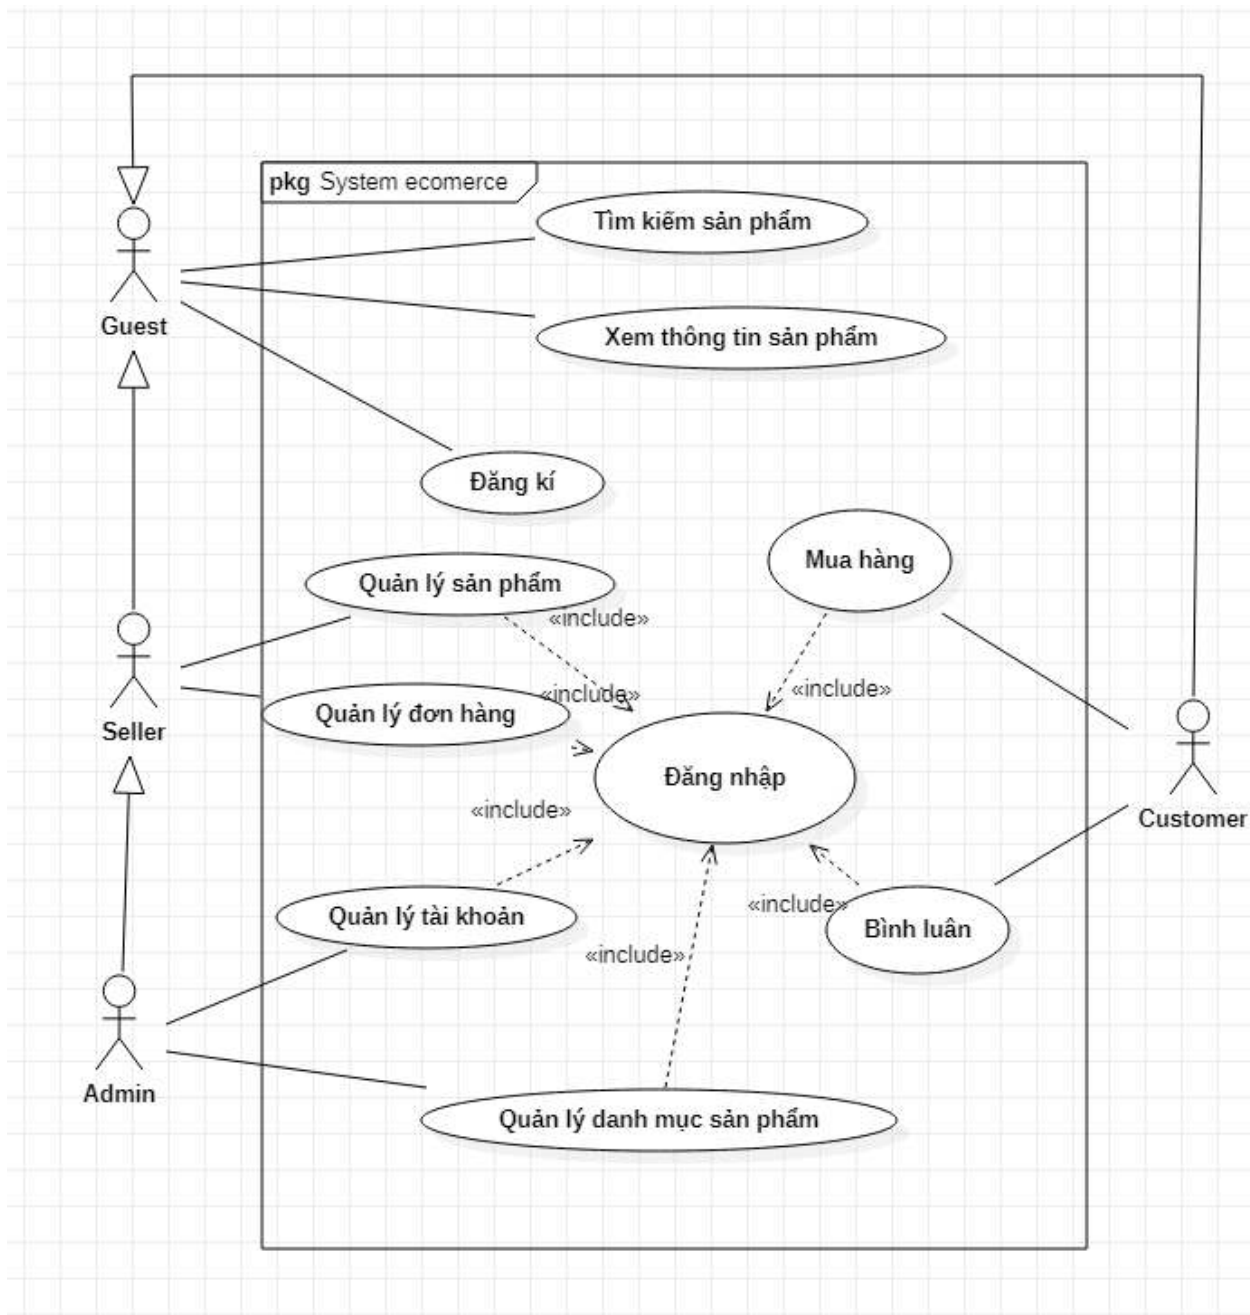 pkg System ecomerce
Tìm kiếm sản phẩm
Guest
Xem thông tin sản phẩm
Đăng kí
Mua hàng
Quản lý sản phẩm
«include»
«include»
«include»
Quản lý đơn hàng
Seller
Đăng nhập
«include»
Customer
Quản lý tài khoản
«include»
Bình luân
«include»
Admin
Quản lý danh mục sản phẩm